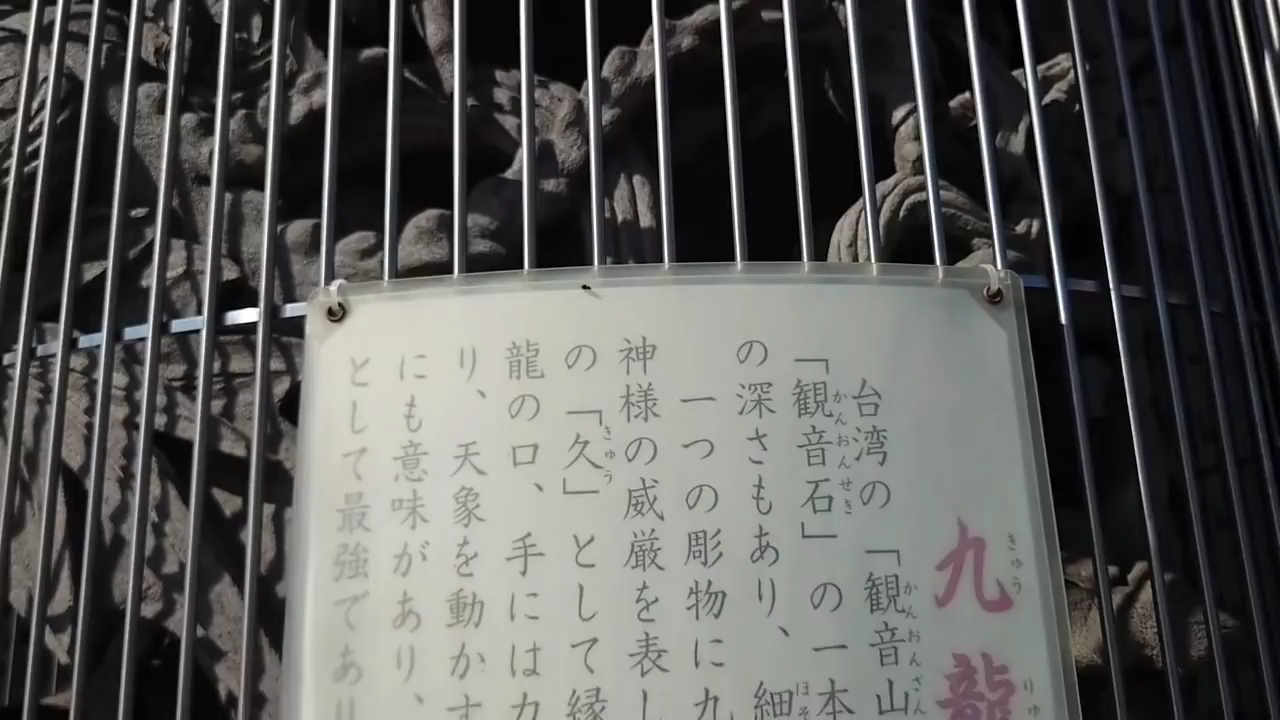 九龍
台湾の「観音山
「観音石」の一本
の深さもあり、細
一つの彫物に九
神様の威厳を表し
の「久」として縁
龍の口、手には力
り、天象を動かす
にも意味があり、
として最強であり